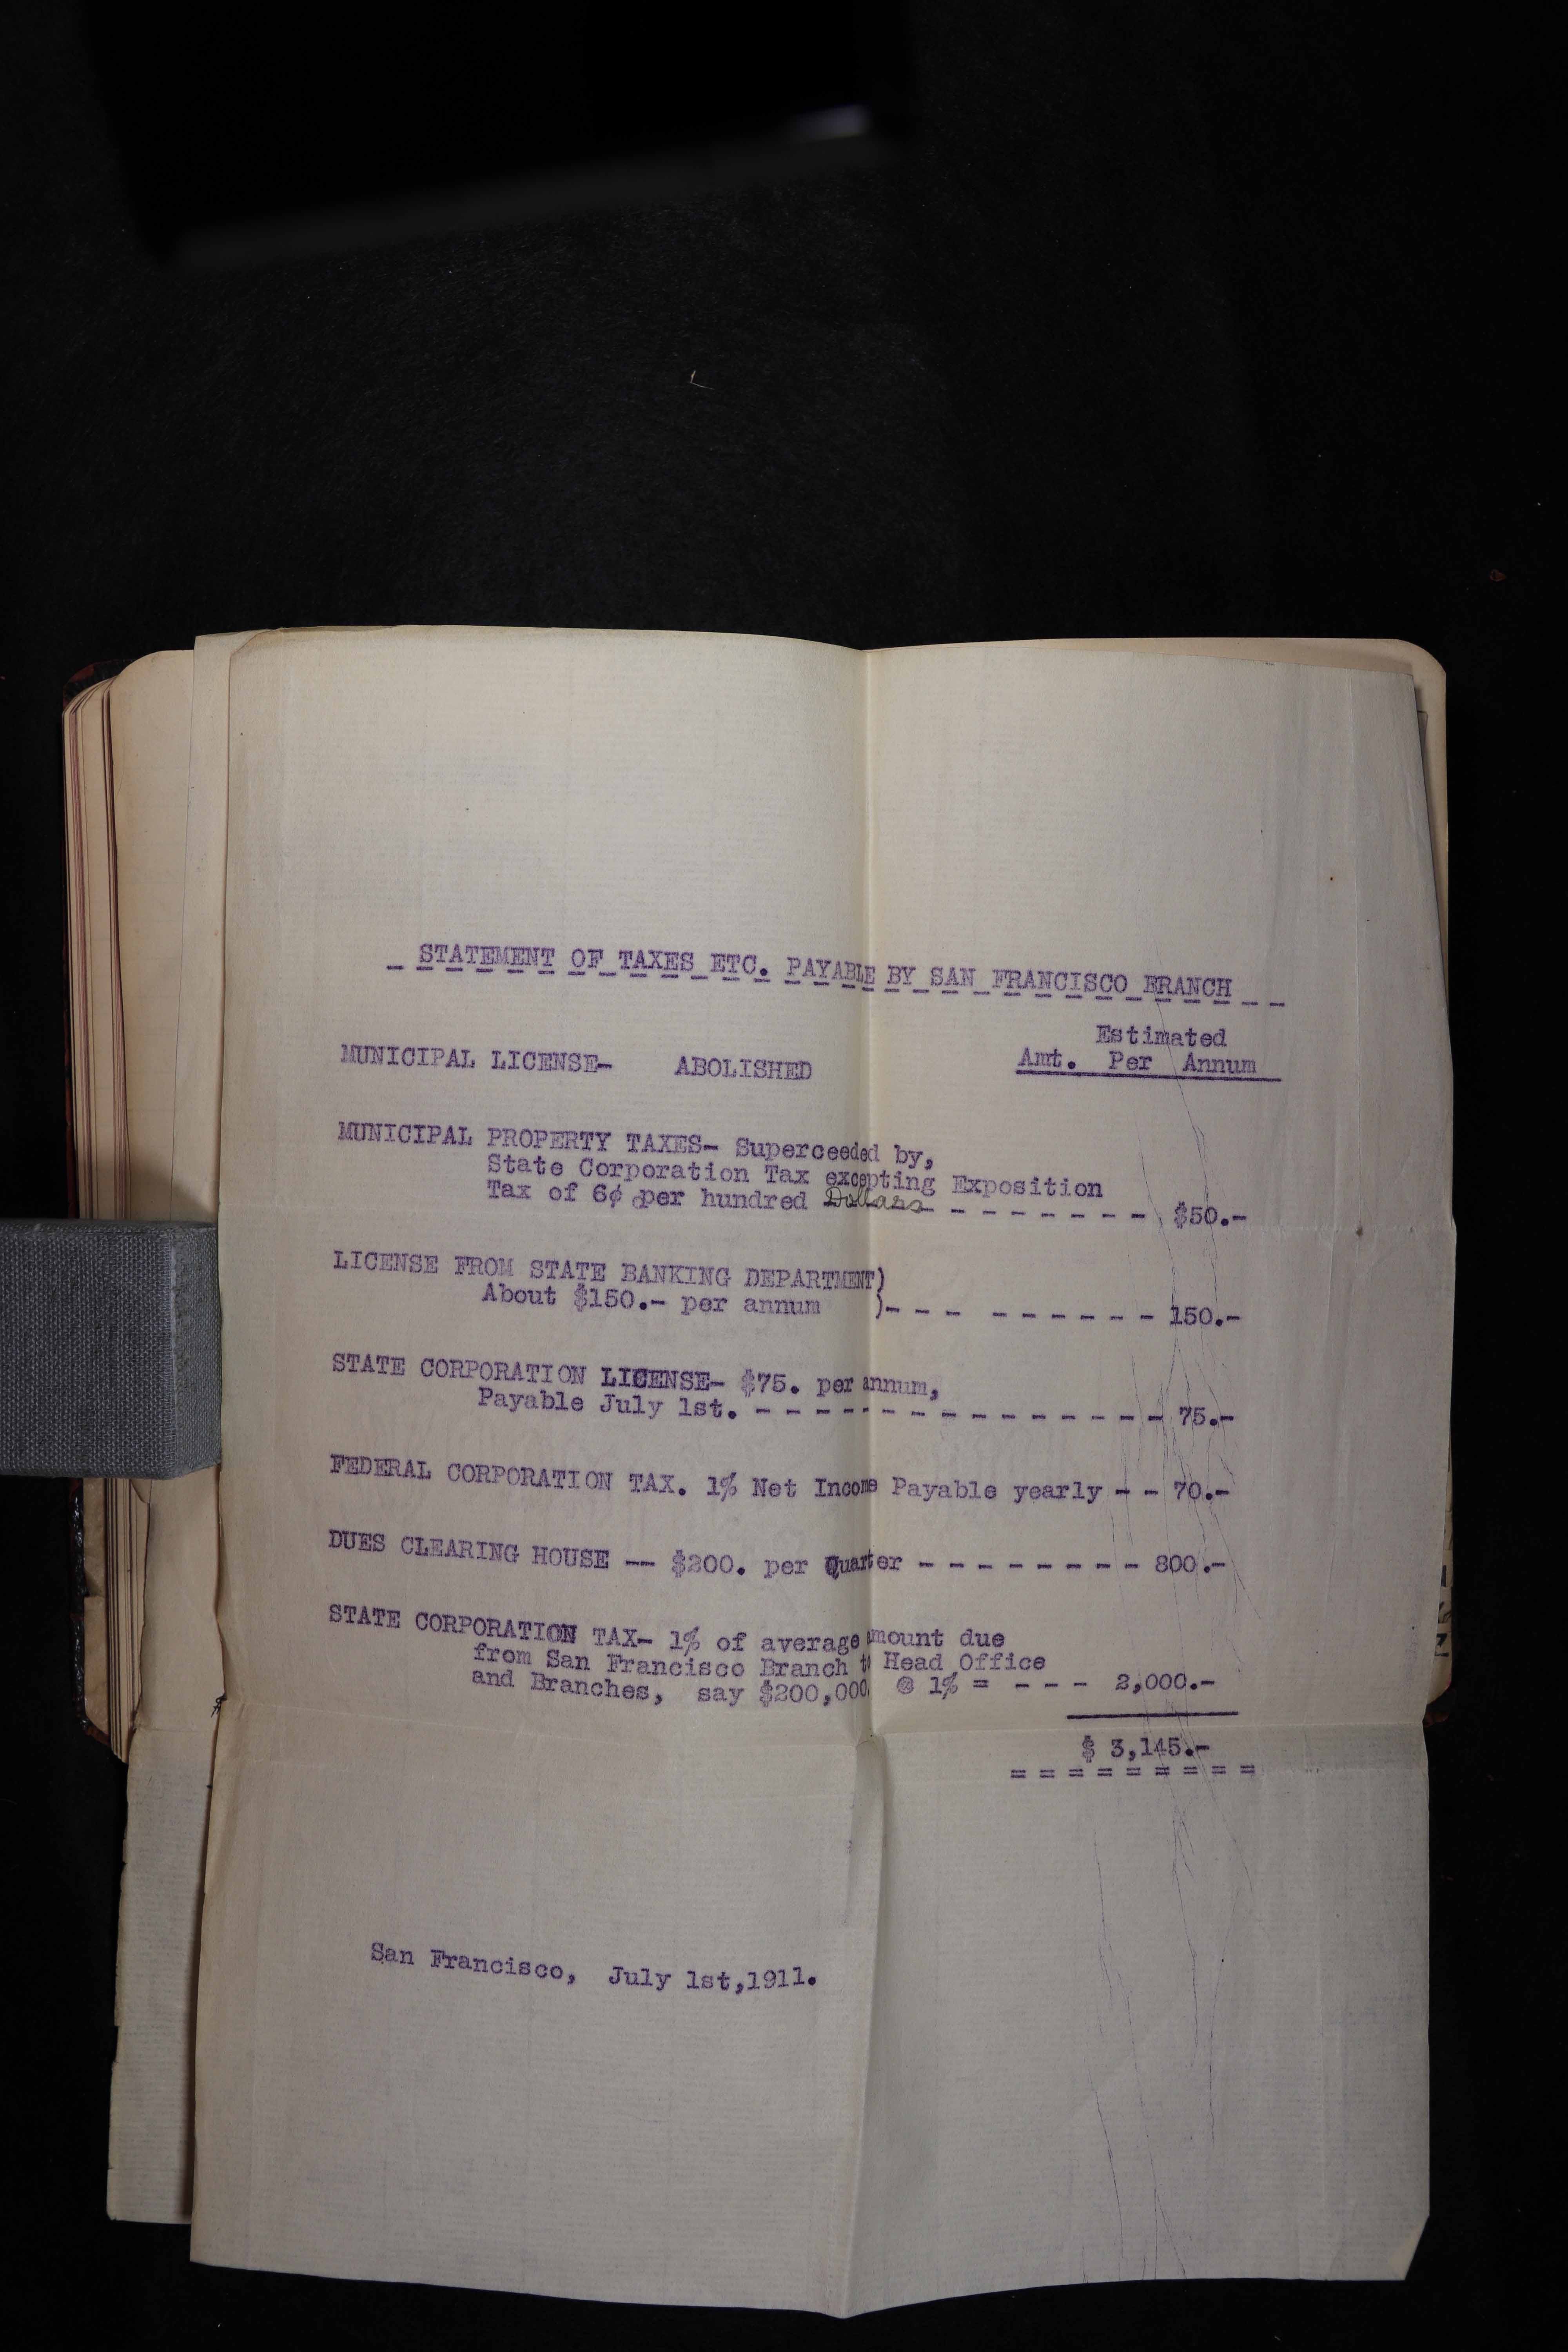 STATEMENT OF TAXES ETC. PAYABLE BY SAN FRANCISCO BRANCH
Estimated
MUNICIPAL LICENSE- ABOLISHED Amt. Per Annum
MUNICIPAL PROPERTY TAXES- Superceeded by,
State Corporation Tax excepting Exposition
Tax of 6¢ per hundred Dollars - - - - - - - - $50.-
LICENSE FROM STATE BANKING DEPARTMENT)
About $150.- per annum )- - - - - - - - - 150.-
STATE CORPORATION LICENSE- $75. per annum,
Payable July 1st. - - - - - - - - - - - - - - 75.-
FEDERAL CORPORATION TAX. 1% Net Income Payable yearly - - 70.-
DUES CLEARING HOUSE -- $200. per Quarter - - - - - - - - 800.-
STATE CORPORATION TAX- 1% of average amount due
from San Francisco Branch to Head Office
and Branches, say $200,000. @ 1% = - - - 2,000.-
$ 3,145.-
= = = = = = = = =
San Francisco, July 1st,1911.